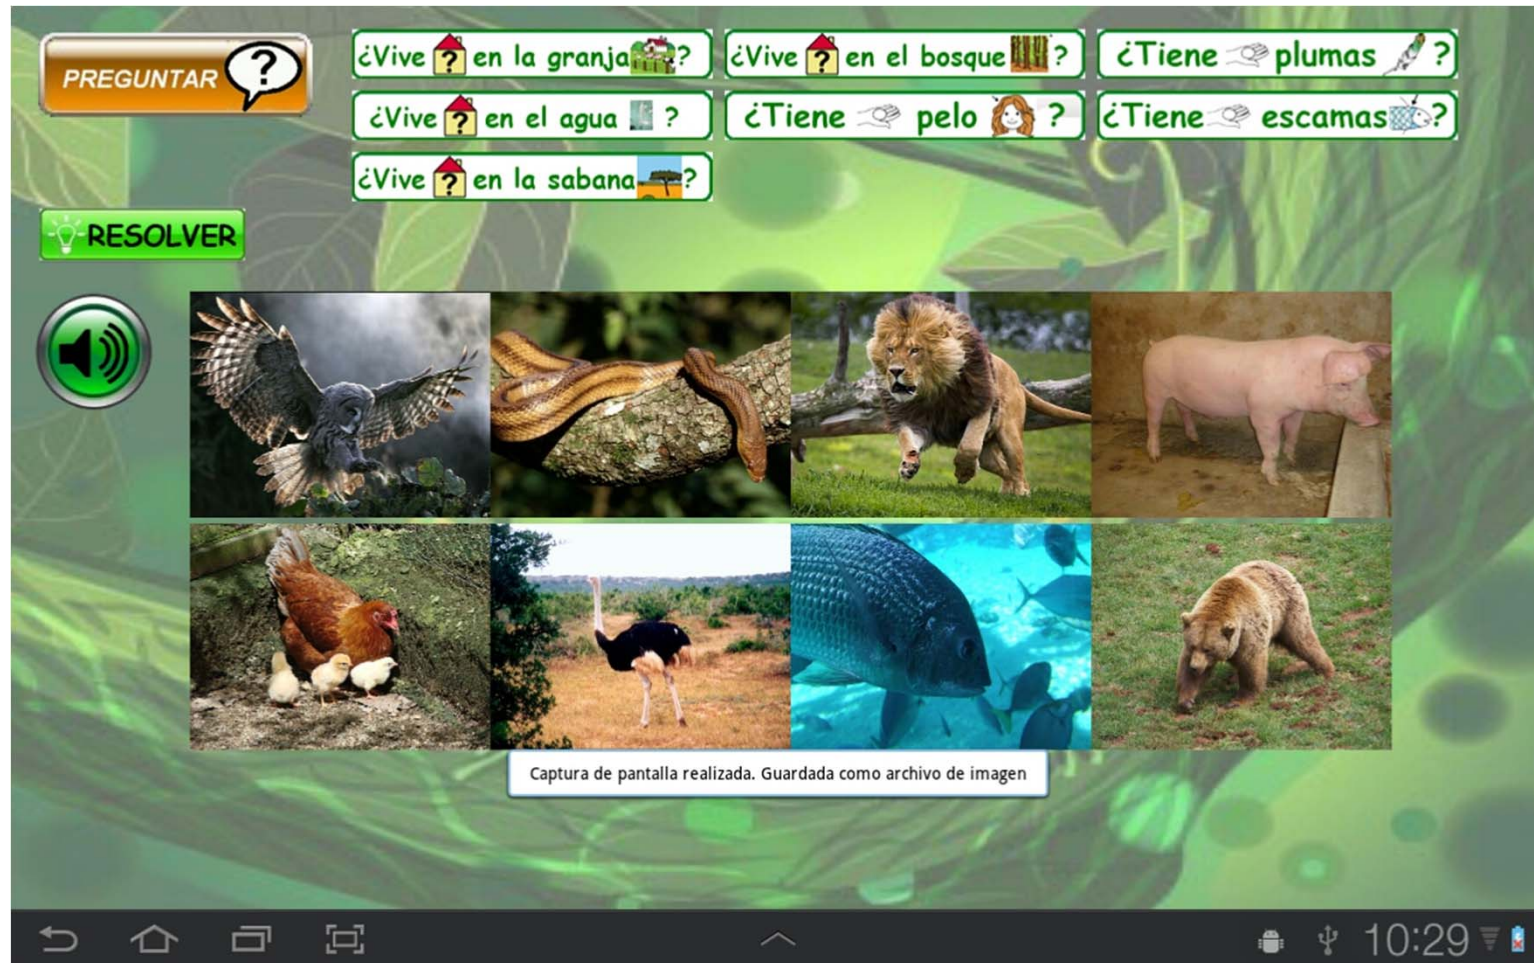 PREGUNTAR ?
¿Vive ? en la granja ?
¿Vive ? en el bosque ?
¿Tiene plumas ?
¿Vive ? en el agua ?
¿Tiene pelo ?
¿Tiene escamas ?
¿Vive ? en la sabana ?
RESOLVER
Captura de pantalla realizada. Guardada como archivo de imagen
10:29